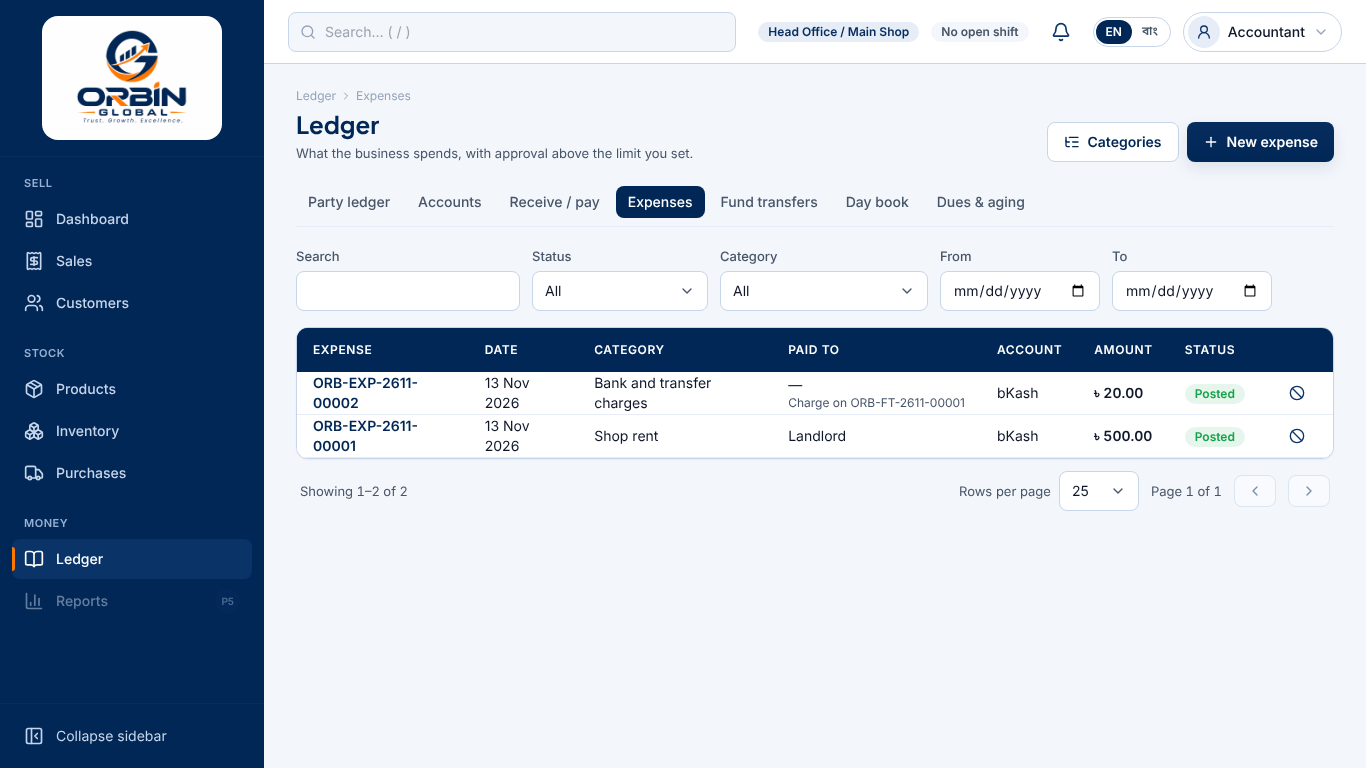 ORBIN
GLOBAL
Trust. Growth. Excellence.
SELL
Dashboard
Sales
Customers
STOCK
Products
Inventory
Purchases
MONEY
Ledger
Reports P5
Collapse sidebar
Search... ( / )
Head Office / Main Shop
No open shift
EN বাং
Accountant
Ledger > Expenses
Ledger
What the business spends, with approval above the limit you set.
Categories
+ New expense
Party ledger Accounts Receive / pay Expenses Fund transfers Day book Dues & aging
Search Status Category From To
All All mm/dd/yyyy mm/dd/yyyy
EXPENSE DATE CATEGORY PAID TO ACCOUNT AMOUNT STATUS
ORB-EXP-2611-00002 13 Nov 2026 Bank and transfer charges — Charge on ORB-FT-2611-00001 bKash ৳ 20.00 Posted
ORB-EXP-2611-00001 13 Nov 2026 Shop rent Landlord bKash ৳ 500.00 Posted
Showing 1–2 of 2
Rows per page 25 Page 1 of 1